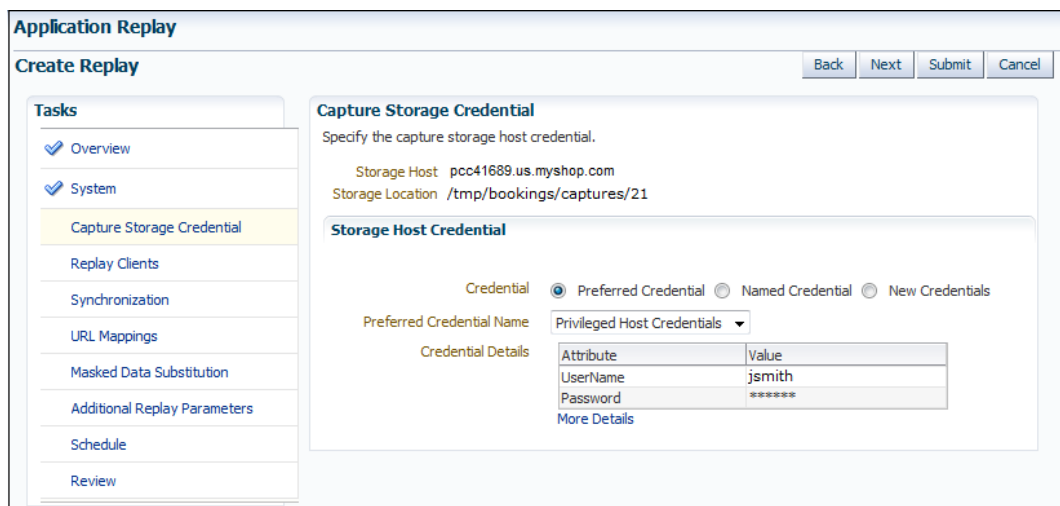 Application Replay
Create Replay
Back Next Submit Cancel
Tasks
Overview
System
Capture Storage Credential
Replay Clients
Synchronization
URL Mappings
Masked Data Substitution
Additional Replay Parameters
Schedule
Review
Capture Storage Credential
Specify the capture storage host credential.
Storage Host pcc41689.us.myshop.com
Storage Location /tmp/bookings/captures/21
Storage Host Credential
Credential Preferred Credential Named Credential New Credentials
Preferred Credential Name Privileged Host Credentials
Credential Details
Attribute Value
UserName jsmith
Password ******
More Details